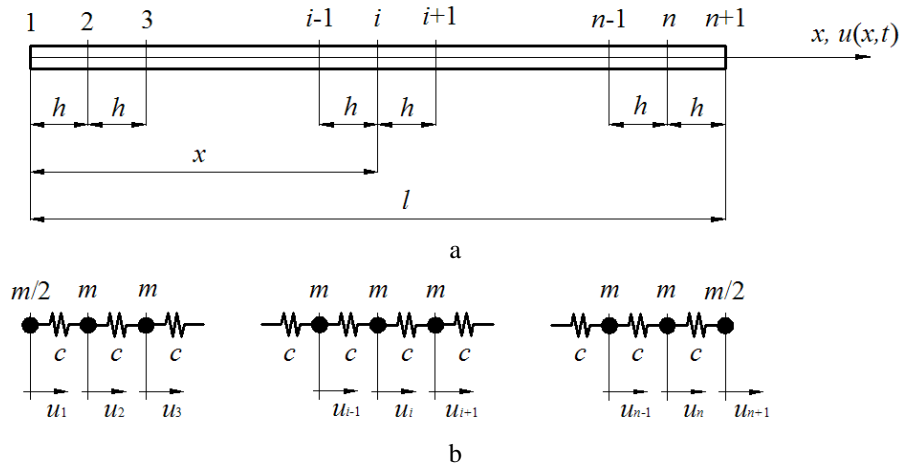 1 2 3 i-1 i i+1 n-1 n n+1 x, u(x,t)
h h h h h h
x
l
a
m/2 m m m m m m m m/2
c c c c c c c c c c
u1 u2 u3 ui-1 ui ui+1 un-1 un un+1
b